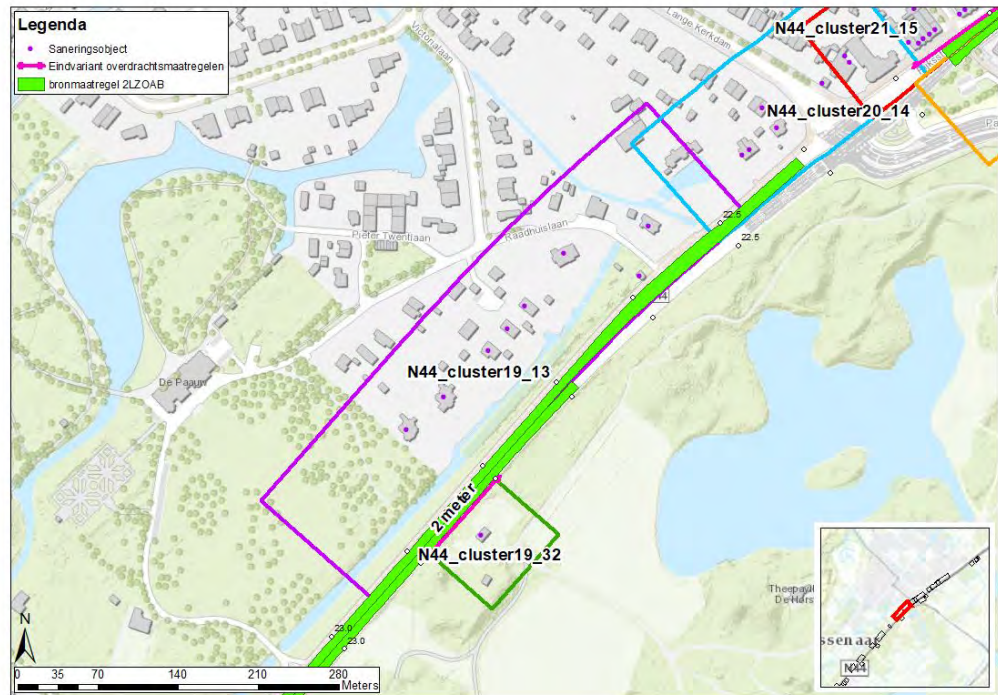 Legenda
Saneringsobject
Eindvariant overdrachtsmaatregelen
bronmaatregel 2LZOAB
Victorialaan
Lange Kerkdam
N44_cluster21_15
N44_cluster20_14
22.5
22.5
Pieter Twentlaan
Raadhuislaan
De Paauw
N44_cluster19_13
2 meter
N44_cluster19_32
23.0
23.0
N
0 35 70 140 210 280
Meters
ssenaar
N44